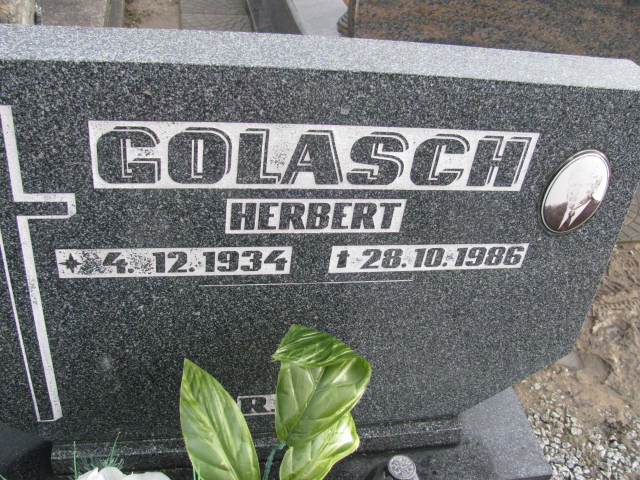 GOLASCH
HERBERT
* 4.12.1934 † 28.10.1986
R.